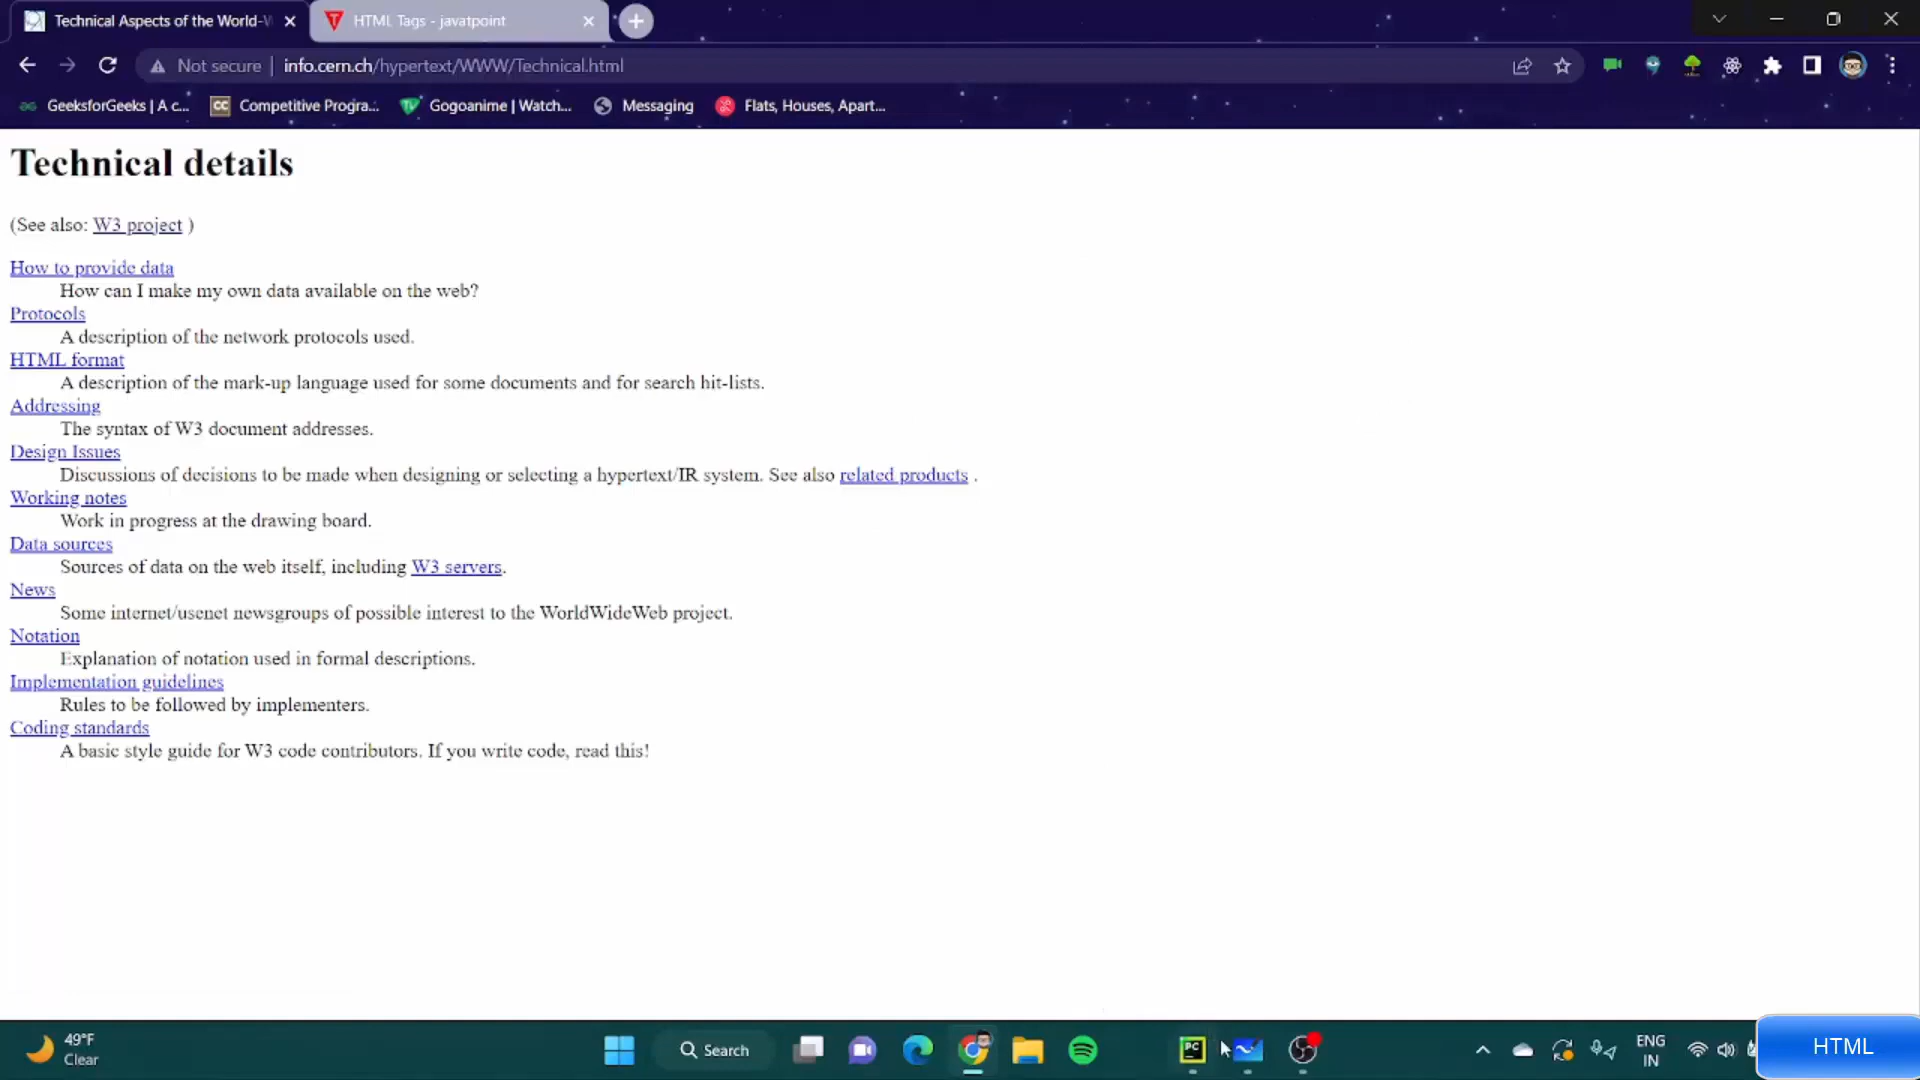 Technical Aspects of the World-W
HTML Tags - javatpoint
Not secure
info.cern.ch/hypertext/WWW/Technical.html
GeeksforGeeks | A c...
CC
Competitive Progra...
Gogoanime | Watch...
Messaging
Flats, Houses, Apart...
Technical details
(See also: W3 project )
How to provide data
How can I make my own data available on the web?
Protocols
A description of the network protocols used.
HTML format
A description of the mark-up language used for some documents and for search hit-lists.
Addressing
The syntax of W3 document addresses.
Design Issues
Discussions of decisions to be made when designing or selecting a hypertext/IR system. See also related products .
Working notes
Work in progress at the drawing board.
Data sources
Sources of data on the web itself, including W3 servers.
News
Some internet/usenet newsgroups of possible interest to the WorldWideWeb project.
Notation
Explanation of notation used in formal descriptions.
Implementation guidelines
Rules to be followed by implementers.
Coding standards
A basic style guide for W3 code contributors. If you write code, read this!
49°F
Clear
Search
PC
ENG
IN
HTML